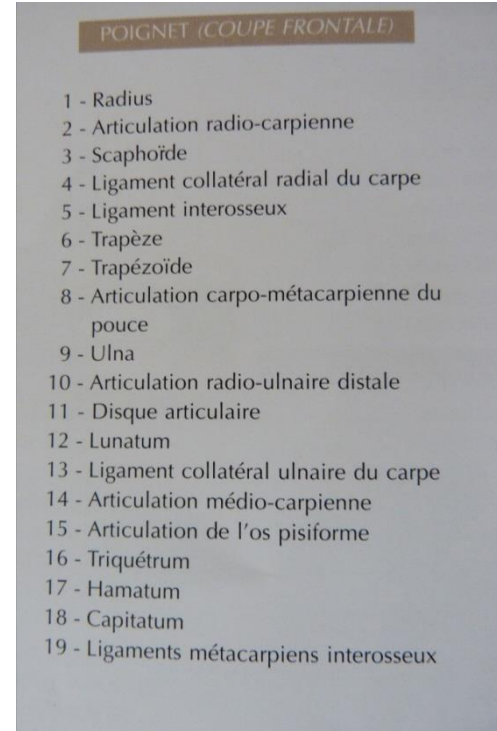 POIGNET (COUPE FRONTALE)
1 - Radius
2 - Articulation radio-carpienne
3 - Scaphoïde
4 - Ligament collatéral radial du carpe
5 - Ligament interosseux
6 - Trapèze
7 - Trapézoïde
8 - Articulation carpo-métacarpienne du
pouce
9 - Ulna
10 - Articulation radio-ulnaire distale
11 - Disque articulaire
12 - Lunatum
13 - Ligament collatéral ulnaire du carpe
14 - Articulation médio-carpienne
15 - Articulation de l'os pisiforme
16 - Triquétrum
17 - Hamatum
18 - Capitatum
19 - Ligaments métacarpiens interosseux